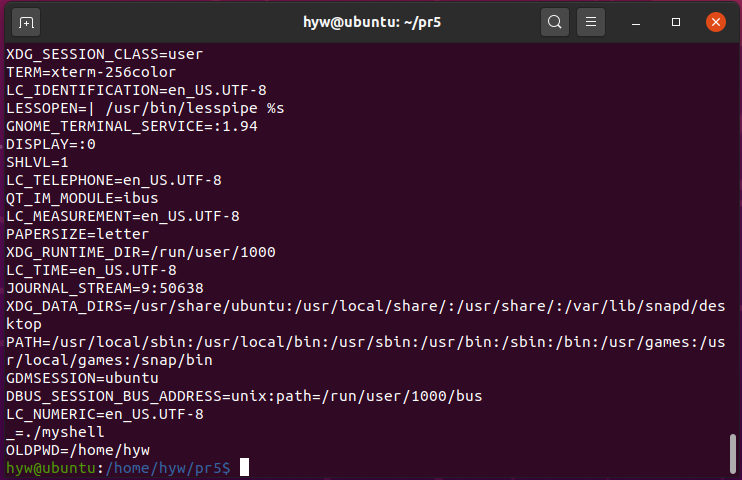 hyw@ubuntu: ~/pr5
XDG_SESSION_CLASS=user
TERM=xterm-256color
LC_IDENTIFICATION=en_US.UTF-8
LESSOPEN=| /usr/bin/lesspipe %s
GNOME_TERMINAL_SERVICE=:1.94
DISPLAY=:0
SHLVL=1
LC_TELEPHONE=en_US.UTF-8
QT_IM_MODULE=ibus
LC_MEASUREMENT=en_US.UTF-8
PAPERSIZE=letter
XDG_RUNTIME_DIR=/run/user/1000
LC_TIME=en_US.UTF-8
JOURNAL_STREAM=9:50638
XDG_DATA_DIRS=/usr/share/ubuntu:/usr/local/share/:/usr/share/:/var/lib/snapd/des
ktop
PATH=/usr/local/sbin:/usr/local/bin:/usr/sbin:/usr/bin:/sbin:/bin:/usr/games:/us
r/local/games:/snap/bin
GDMSESSION=ubuntu
DBUS_SESSION_BUS_ADDRESS=unix:path=/run/user/1000/bus
LC_NUMERIC=en_US.UTF-8
_=./myshell
OLDPWD=/home/hyw
hyw@ubuntu:/home/hyw/pr5$